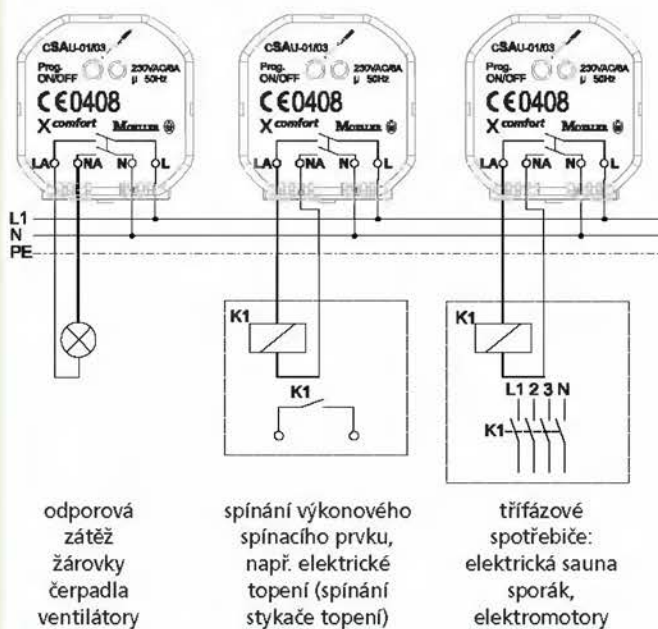 CSAU-01/03
Prog.
ON/OFF
230VAC/6A
µ 50Hz
CE0408
Xcomfort MOELLER
LA NA N L
CSAU-01/03
Prog.
ON/OFF
230VAC/6A
µ 50Hz
CE0408
Xcomfort MOELLER
LA NA N L
CSAU-01/03
Prog.
ON/OFF
230VAC/6A
µ 50Hz
CE0408
Xcomfort MOELLER
LA NA N L
L1
N
PE
K1
K1
K1
L1 2 3 N
K1
odporová
zátěž
žárovky
čerpadla
ventilátory
spínání výkonového
spínacího prvku,
např. elektrické
topení (spínání
stykače topení)
třífázové
spotřebiče:
elektrická sauna
sporák,
elektromotory